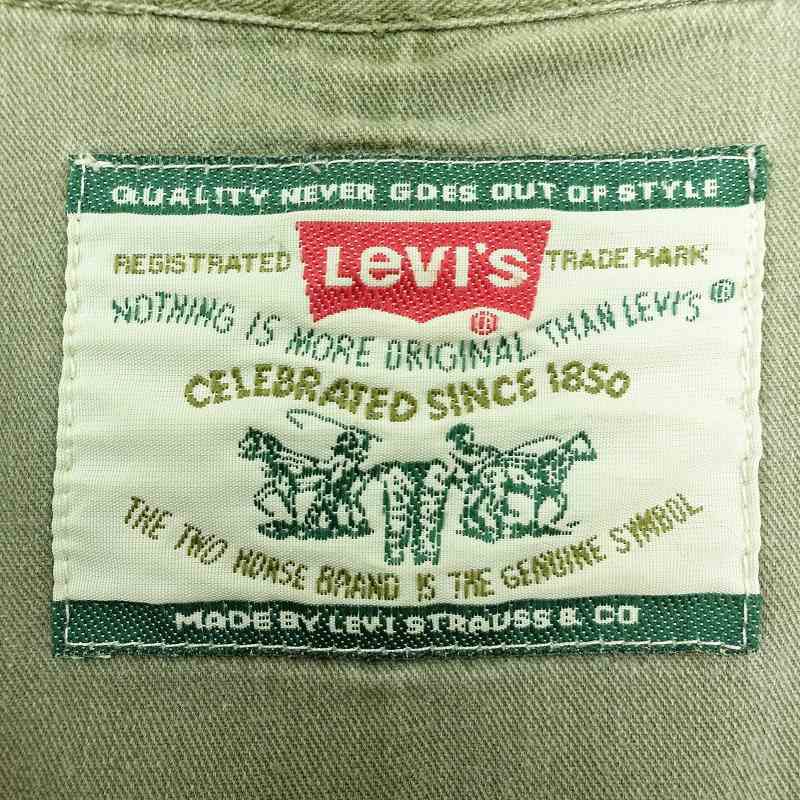 QUALITY NEVER GOES OUT OF STYLE
REGISTRATED LEVI'S TRADE MARK
®
NOTHING IS MORE ORIGINAL THAN LEVI'S ®
CELEBRATED SINCE 1850
THE TWO HORSE BRAND IS THE GENUINE SYMBOL
MADE BY LEVI STRAUSS & CO